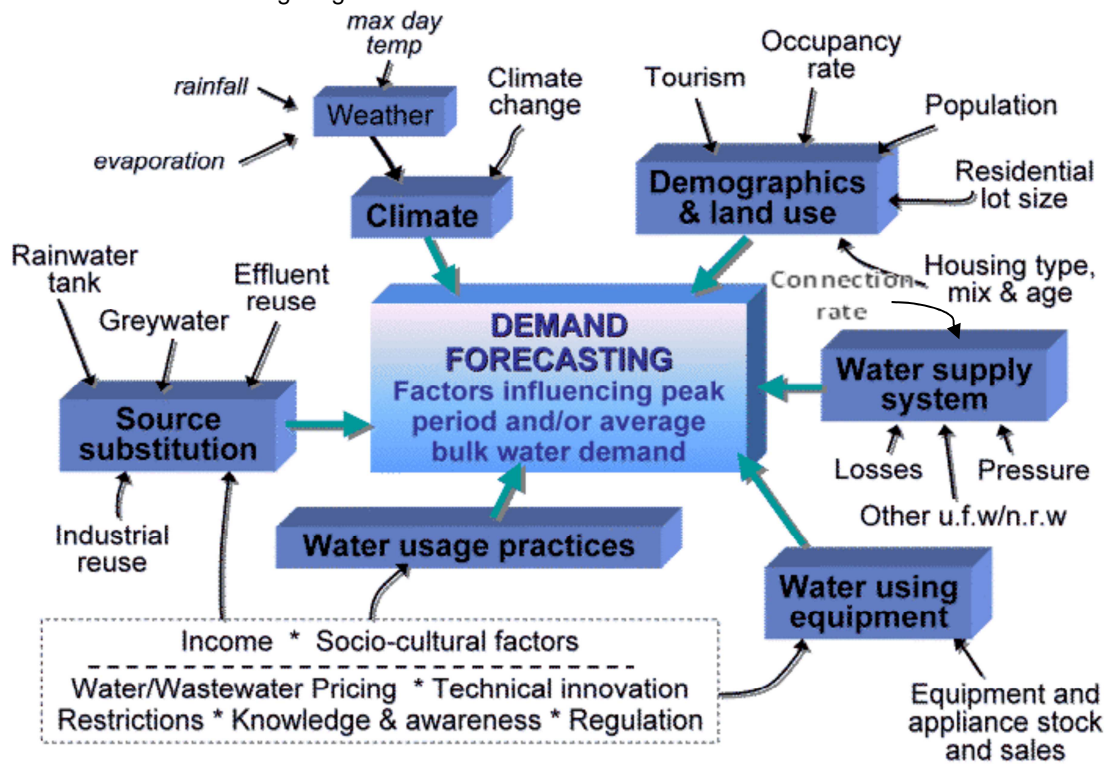 max day
temp
rainfall
Weather
evaporation
Climate
change
Climate
Tourism
Occupancy
rate
Population
Demographics
& land use
Residential
lot size
Housing type,
mix & age
Connection
rate
Rainwater
tank
Greywater
Effluent
reuse
Source
substitution
Industrial
reuse
DEMAND
FORECASTING
Factors influencing peak
period and/or average
bulk water demand
Water supply
system
Losses
Pressure
Other u.f.w/n.r.w
Water usage practices
Water using
equipment
Income * Socio-cultural factors
Water/Wastewater Pricing * Technical innovation
Restrictions * Knowledge & awareness * Regulation
Equipment and
appliance stock
and sales